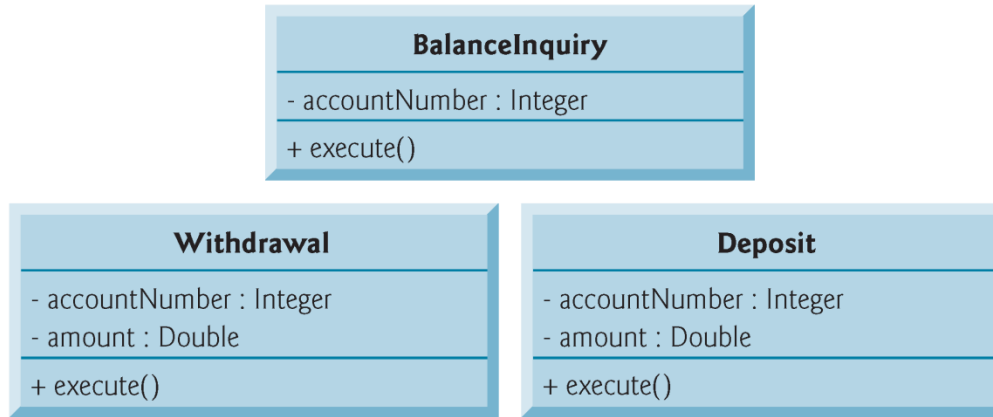 BalanceInquiry
- accountNumber : Integer
+ execute()
Withdrawal
- accountNumber : Integer
- amount : Double
+ execute()
Deposit
- accountNumber : Integer
- amount : Double
+ execute()